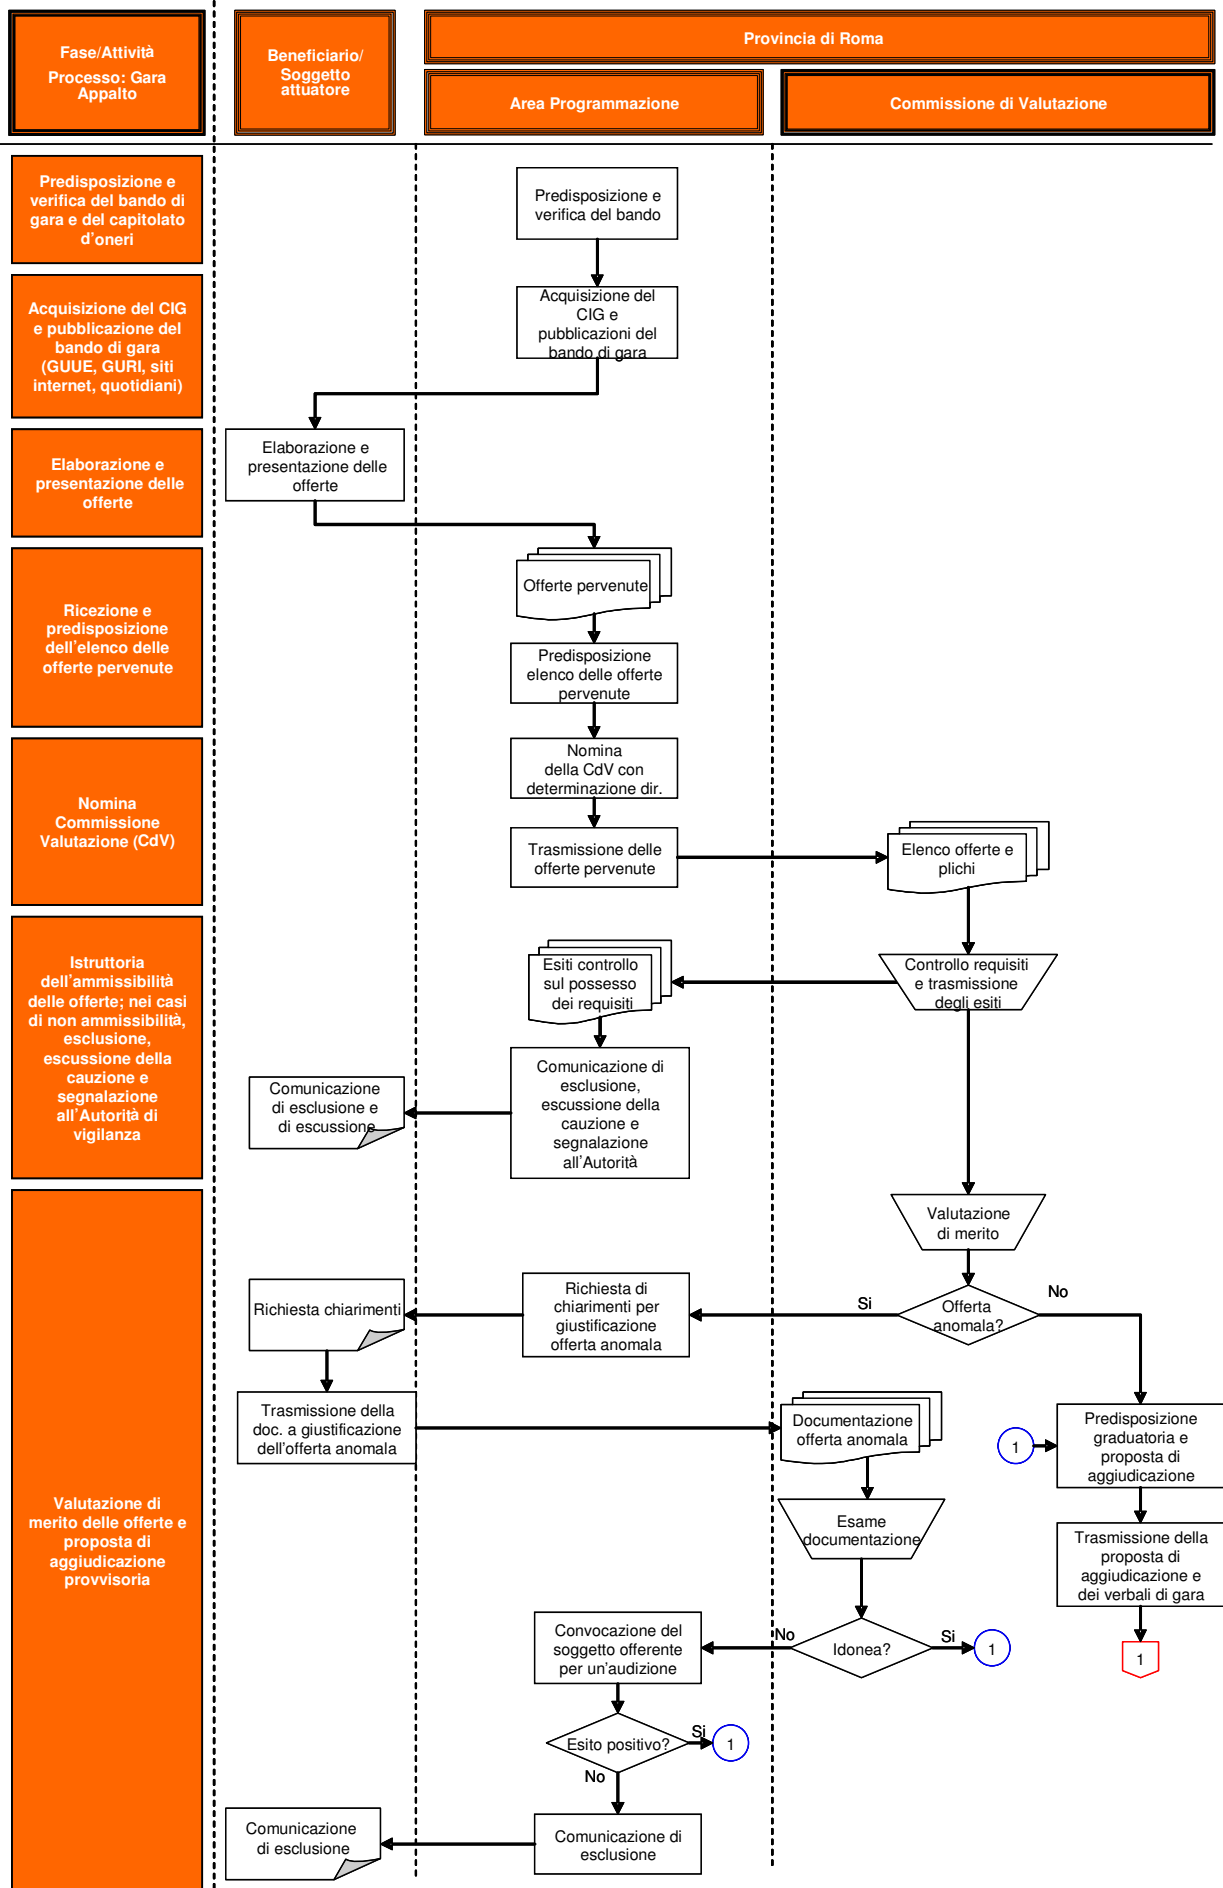 Fase/Attività
Processo: Gara
Appalto
Beneficiario/
Soggetto
attuatore
Provincia di Roma
Area Programmazione
Commissione di Valutazione
Predisposizione e
verifica del bando di
gara e del capitolato
d'oneri
Predisposizione e
verifica del bando
Acquisizione del CIG
e pubblicazione del
bando di gara
(GUUE, GURI, siti
internet, quotidiani)
Acquisizione del
CIG e
pubblicazioni del
bando di gara
Elaborazione e
presentazione delle
offerte
Elaborazione e
presentazione delle
offerte
Ricezione e
predisposizione
dell'elenco delle
offerte pervenute
Offerte pervenute
Predisposizione
elenco delle offerte
pervenute
Nomina
Commissione
Valutazione (CdV)
Nomina
della CdV con
determinazione dir.
Trasmissione delle
offerte pervenute
Elenco offerte e
plichi
Istruttoria
dell'ammissibilità
delle offerte; nei casi
di non ammissibilità,
esclusione,
escussione della
cauzione e
segnalazione
all'Autorità di
vigilanza
Esiti controllo
sul possesso
dei requisiti
Controllo requisiti
e trasmissione
degli esiti
Comunicazione
di esclusione e
di escussione
Comunicazione di
esclusione,
escussione della
cauzione e
segnalazione
all'Autorità
Valutazione di
merito delle offerte e
proposta di
aggiudicazione
provvisoria
Valutazione
di merito
Offerta
anomala?
Si
No
Richiesta di
chiarimenti per
giustificazione
offerta anomala
Richiesta chiarimenti
Trasmissione della
doc. a giustificazione
dell'offerta anomala
Documentazione
offerta anomala
1
Predisposizione
graduatoria e
proposta di
aggiudicazione
Esame
documentazione
Trasmissione della
proposta di
aggiudicazione e
dei verbali di gara
Convocazione del
soggetto offerente
per un'audizione
No
Idonea?
Si
1
1
Esito positivo?
Si
1
No
Comunicazione
di esclusione
Comunicazione di
esclusione